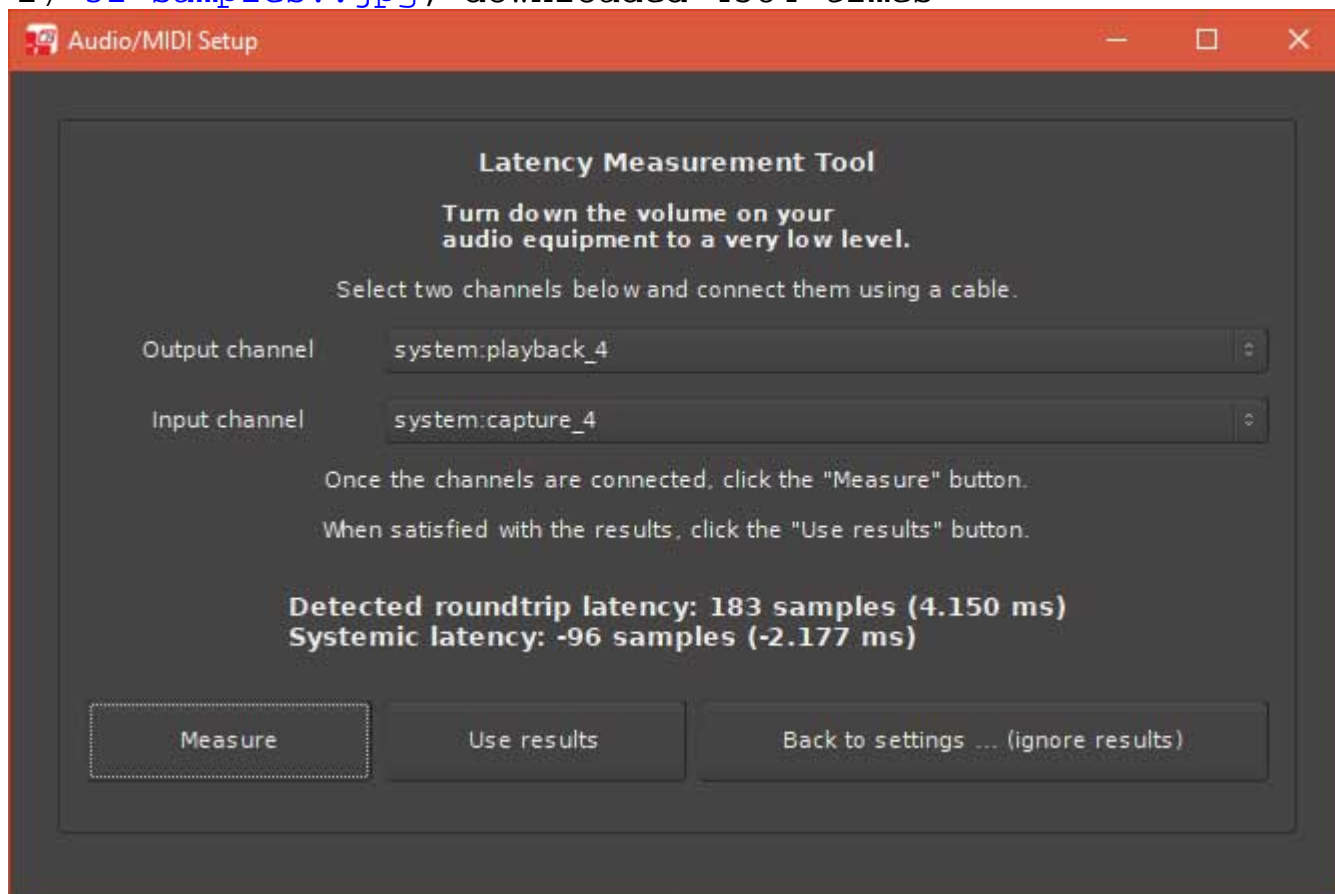 Audio/MIDI Setup
Latency Measurement Tool
Turn down the volume on your
audio equipment to a very low level.
Select two channels below and connect them using a cable.
Output channel system:playback_4
Input channel system:capture_4
Once the channels are connected, click the "Measure" button.
When satisfied with the results, click the "Use results" button.
Detected roundtrip latency: 183 samples (4.150 ms)
Systemic latency: -96 samples (-2.177 ms)
Measure Use results Back to settings ... (ignore results)